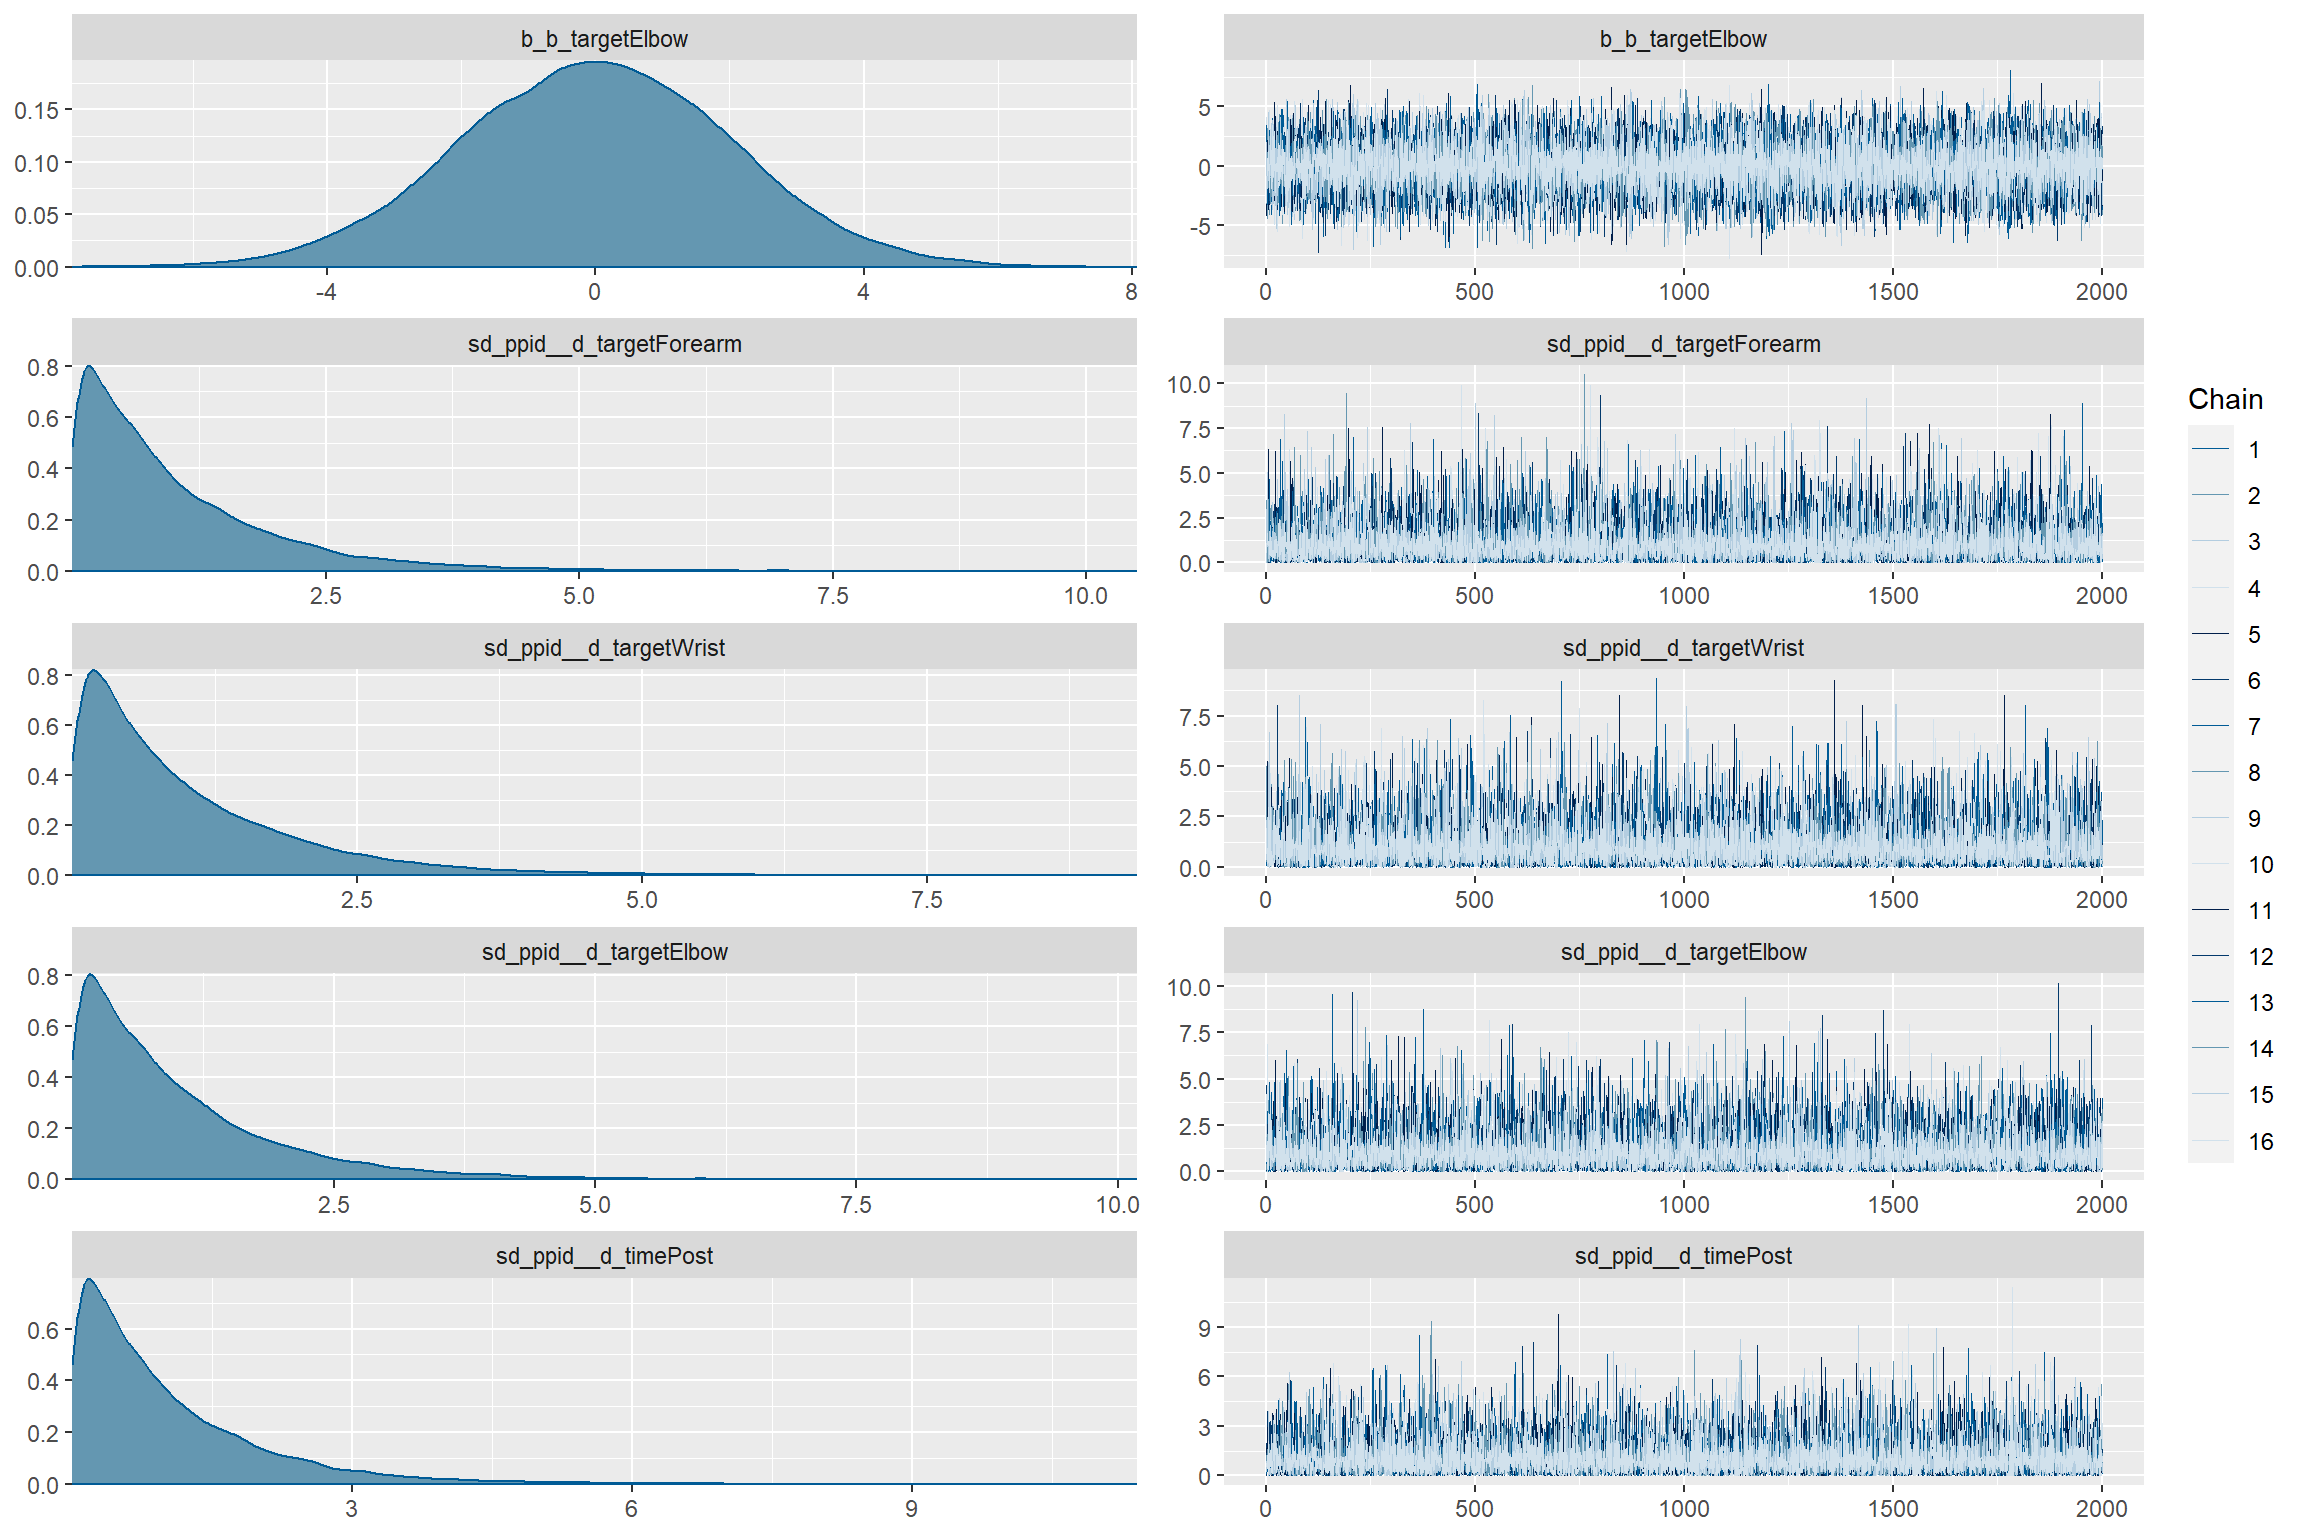 b_b_targetElbow
0.15
0.10
0.05
0.00
-4 0 4 8
b_b_targetElbow
5
0
-5
0 500 1000 1500 2000
sd_ppid__d_targetForearm
0.8
0.6
0.4
0.2
0.0
2.5 5.0 7.5 10.0
sd_ppid__d_targetForearm
10.0
7.5
5.0
2.5
0.0
0 500 1000 1500 2000
sd_ppid__d_targetWrist
0.8
0.6
0.4
0.2
0.0
2.5 5.0 7.5
sd_ppid__d_targetWrist
7.5
5.0
2.5
0.0
0 500 1000 1500 2000
sd_ppid__d_targetElbow
0.8
0.6
0.4
0.2
0.0
2.5 5.0 7.5 10.0
sd_ppid__d_targetElbow
10.0
7.5
5.0
2.5
0.0
0 500 1000 1500 2000
sd_ppid__d_timePost
0.6
0.4
0.2
0.0
3 6 9
sd_ppid__d_timePost
9
6
3
0
0 500 1000 1500 2000
Chain
1
2
3
4
5
6
7
8
9
10
11
12
13
14
15
16